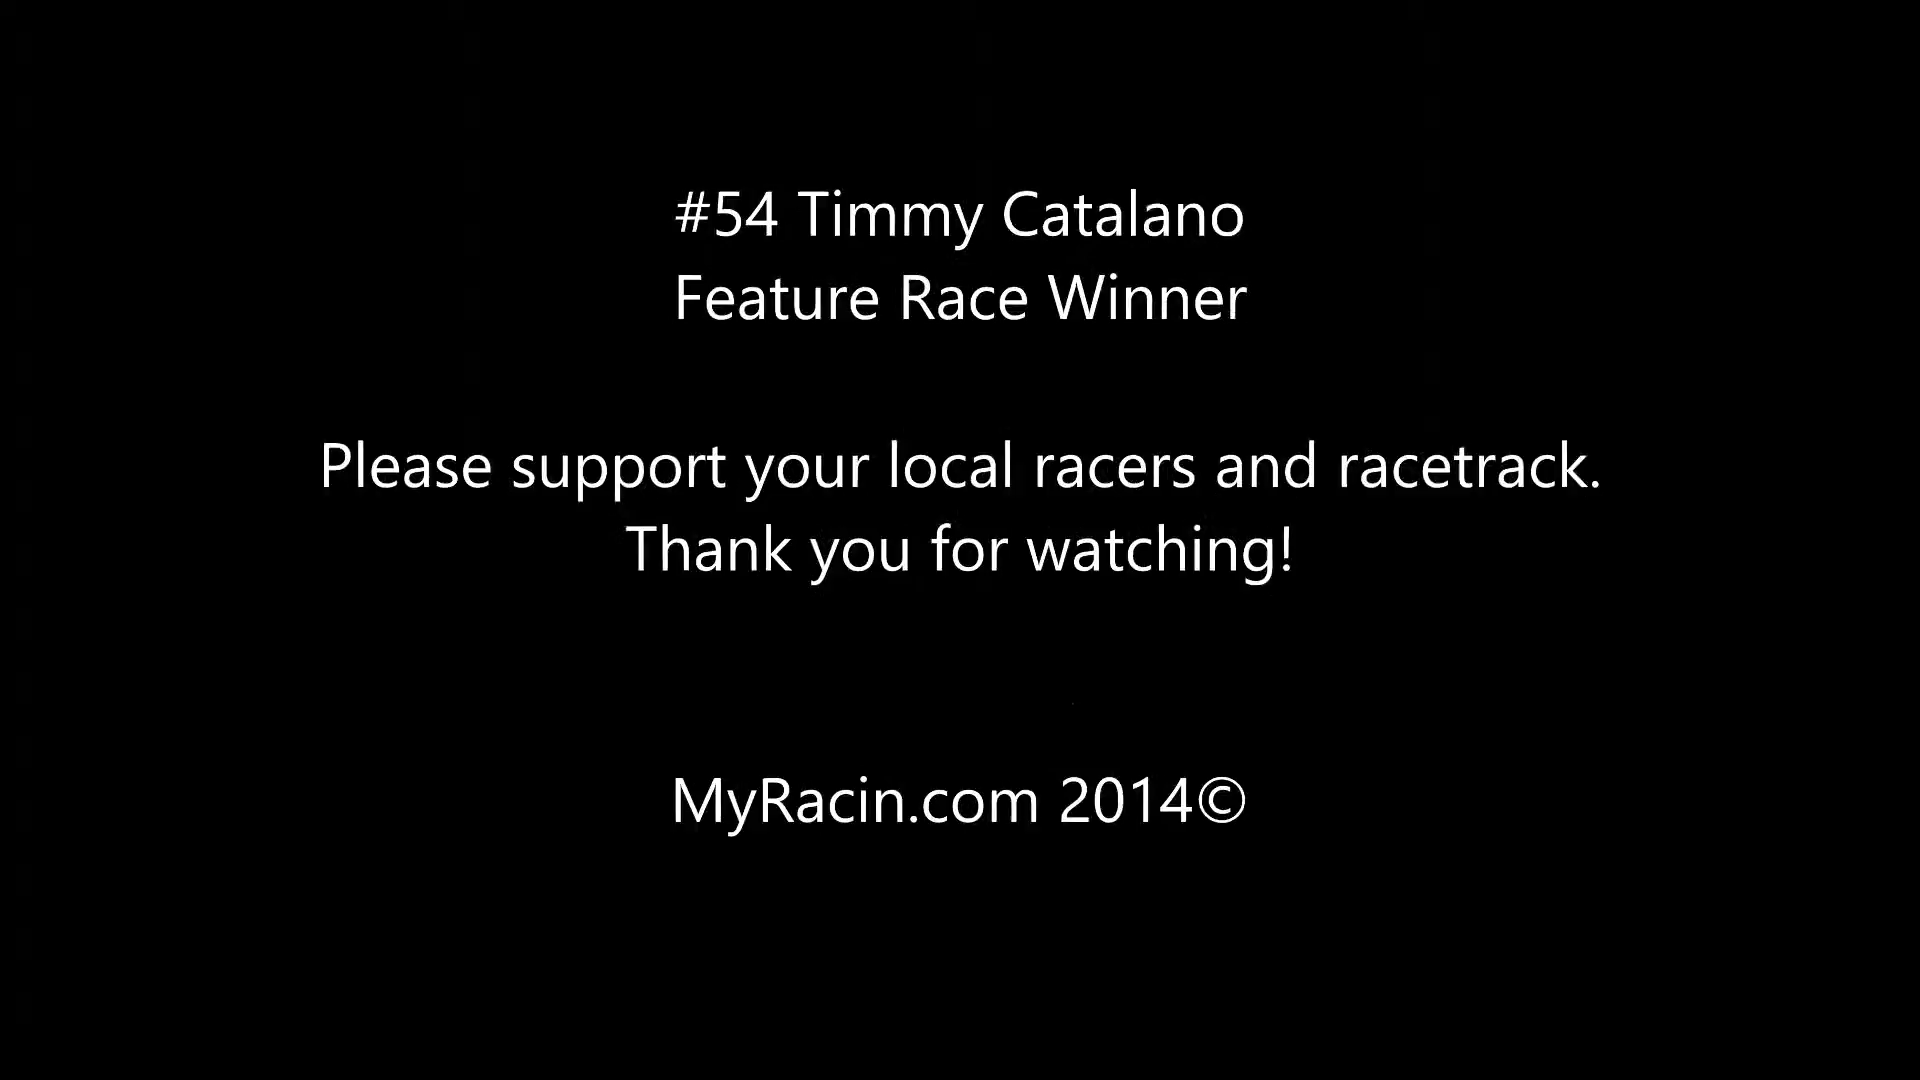 #54 Timmy Catalano
Feature Race Winner
Please support your local racers and racetrack.
Thank you for watching!
MyRacin.com 2014©